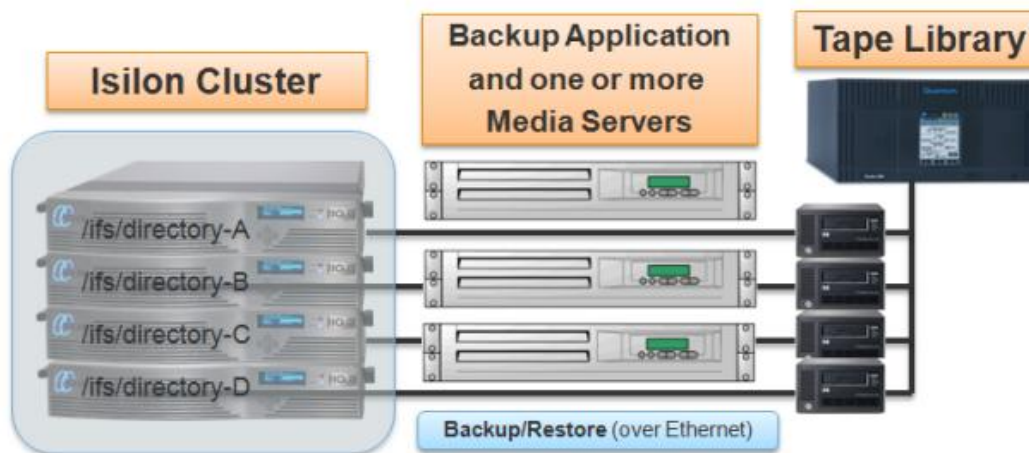 Isilon Cluster
Backup Application
and one or more
Media Servers
Tape Library
Quantum
/ifs/directory-A
/ifs/directory-B
/ifs/directory-C
/ifs/directory-D
Backup/Restore (over Ethernet)